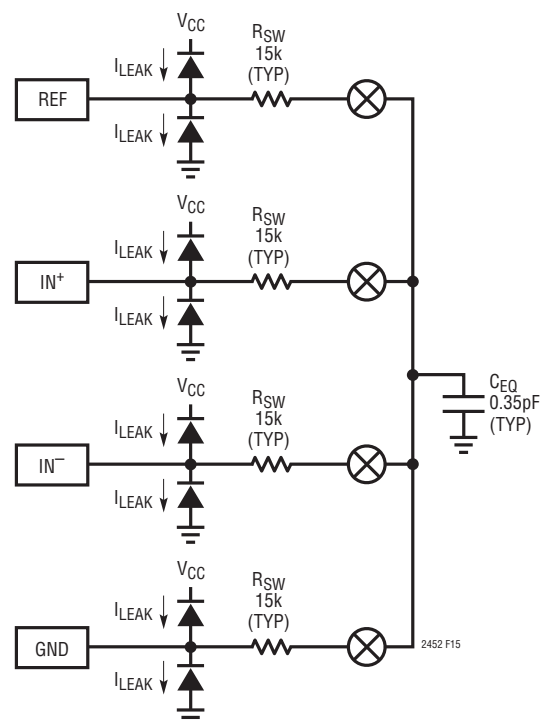 VCC
RSW
15k
(TYP)
ILEAK
REF
ILEAK
VCC
RSW
15k
(TYP)
ILEAK
IN+
ILEAK
VCC
RSW
15k
(TYP)
ILEAK
IN−
ILEAK
CEQ
0.35pF
(TYP)
VCC
RSW
15k
(TYP)
ILEAK
GND
ILEAK
2452 F15